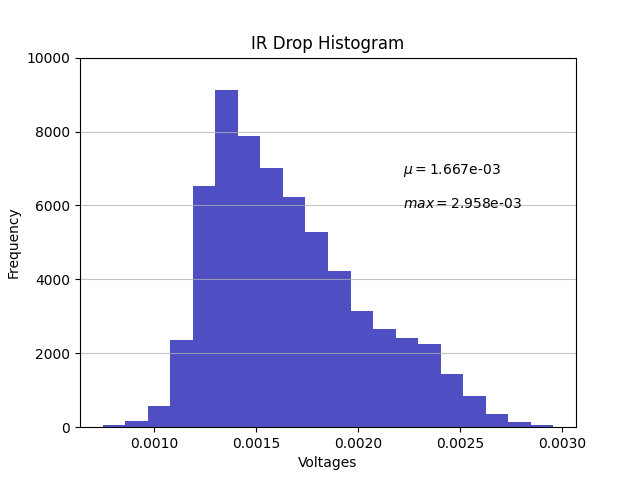 IR Drop Histogram
10000
8000
6000
4000
2000
0
Frequency
μ = 1.667e-03
max = 2.958e-03
0.0010 0.0015 0.0020 0.0025 0.0030
Voltages